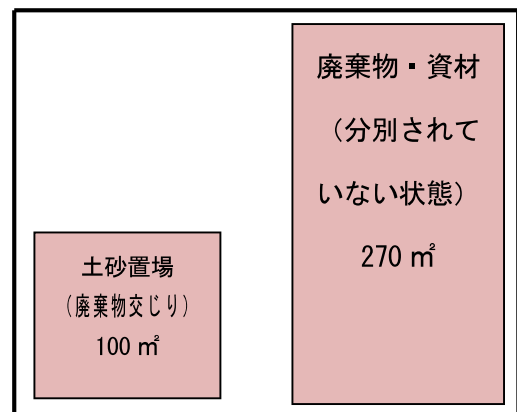 廃棄物・資材
（分別されて
いない状態）
270 ㎡
土砂置場
（廃棄物交じり）
100 ㎡